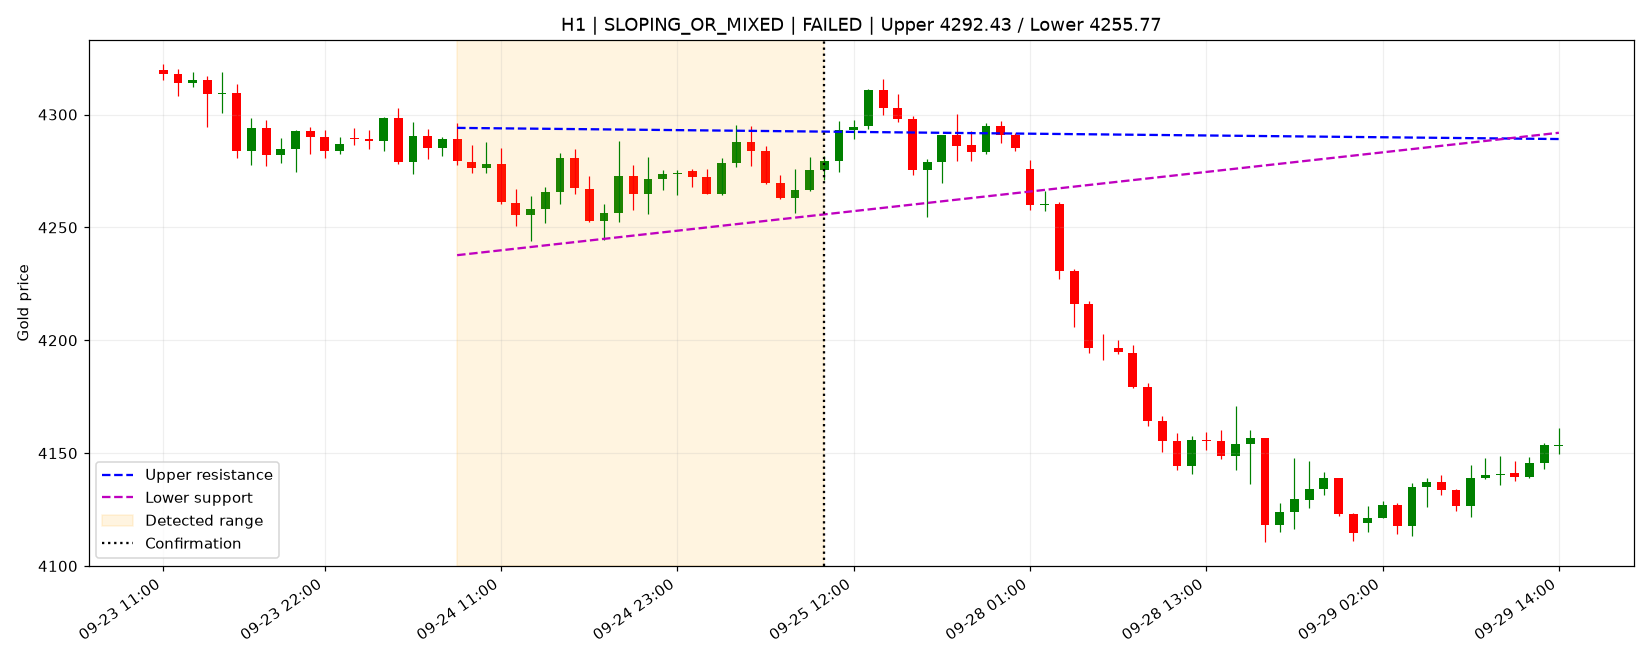 H1 | SLOPING_OR_MIXED | FAILED | Upper 4292.43 / Lower 4255.77
Gold price
4300
4250
4200
4150
4100
Upper resistance
Lower support
Detected range
Confirmation
09-23 11:00
09-23 22:00
09-24 11:00
09-24 23:00
09-25 12:00
09-28 01:00
09-28 13:00
09-29 02:00
09-29 14:00